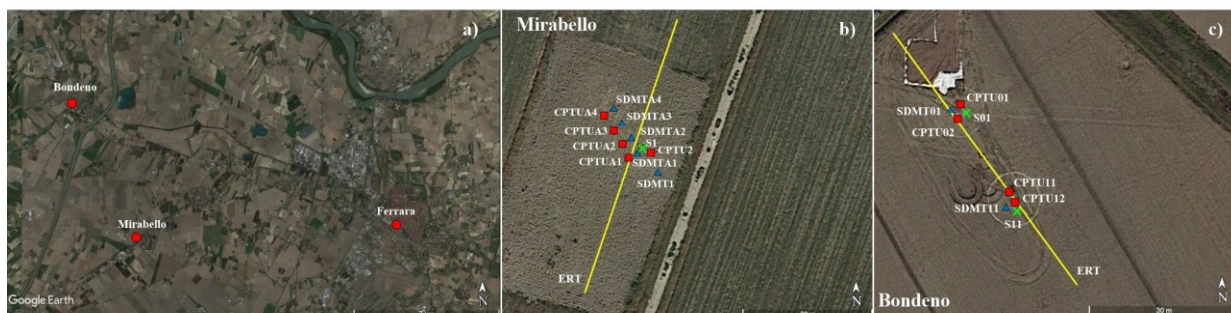 a)
Bondeno
Mirabello
Ferrara
Google Earth
N
Mirabello
b)
SDMTA4
CPTUA4
SDMTA3
CPTUA3
SDMTA2
CPTUA2
S1
CPTU2
CPTUA1
SDMTA1
SDMT1
ERT
N
c)
CPTU01
SDMT01
S01
CPTU02
CPTU11
CPTU12
SDMT11
S11
ERT
N
Bondeno
30 m